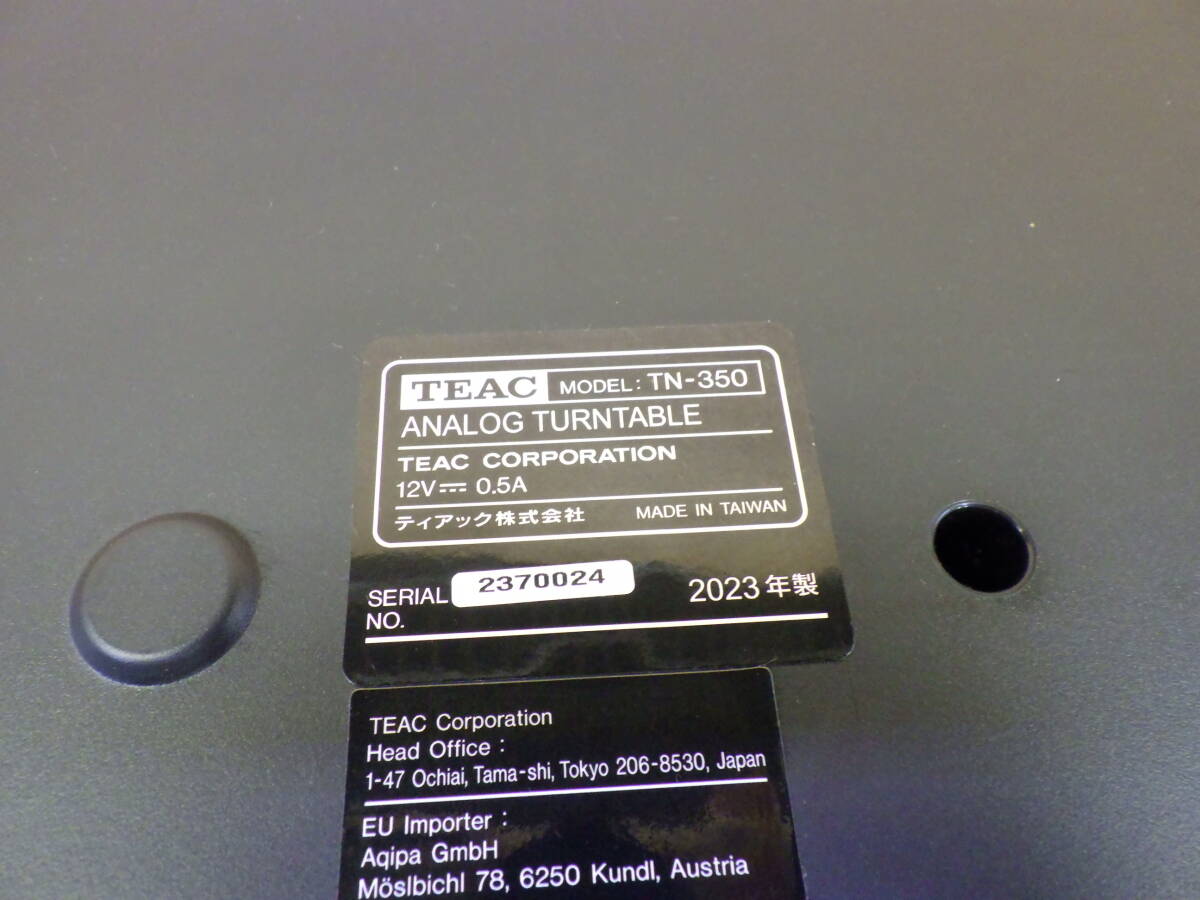 TEAC MODEL: TN-350
ANALOG TURNTABLE
TEAC CORPORATION
12V⎓ 0.5A
ティアック株式会社 MADE IN TAIWAN
SERIAL NO. 2370024 2023年製
TEAC Corporation
Head Office :
1-47 Ochiai, Tama-shi, Tokyo 206-8530, Japan
EU Importer :
Aqipa GmbH
Möslbichl 78, 6250 Kundl, Austria